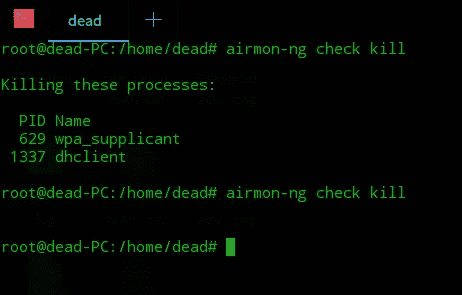 dead
root@dead-PC:/home/dead# airmon-ng check kill
Killing these processes:
PID Name
629 wpa_supplicant
1337 dhclient
root@dead-PC:/home/dead# airmon-ng check kill
root@dead-PC:/home/dead#